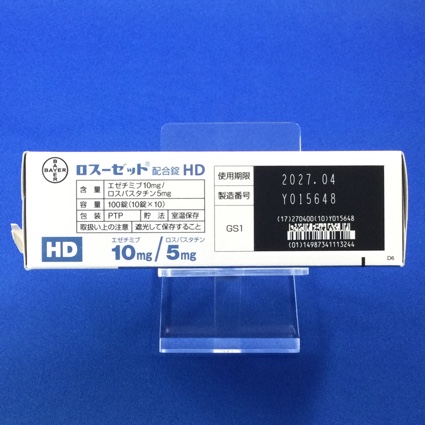 BAYER
ロスーゼット® 配合錠 HD
含 量 エゼチミブ10mg/
ロスバスタチン5mg
容 量 100錠(10錠×10)
包 装 PTP 貯 法 室温保存
取扱い上の注意 遮光して保存すること
HD
エゼチミブ ロスバスタチン
10mg/5mg
使用期限 2027.04
製造番号 Y015648
GS1
(17)270400(10)Y015648
(01)14987341113244
D6